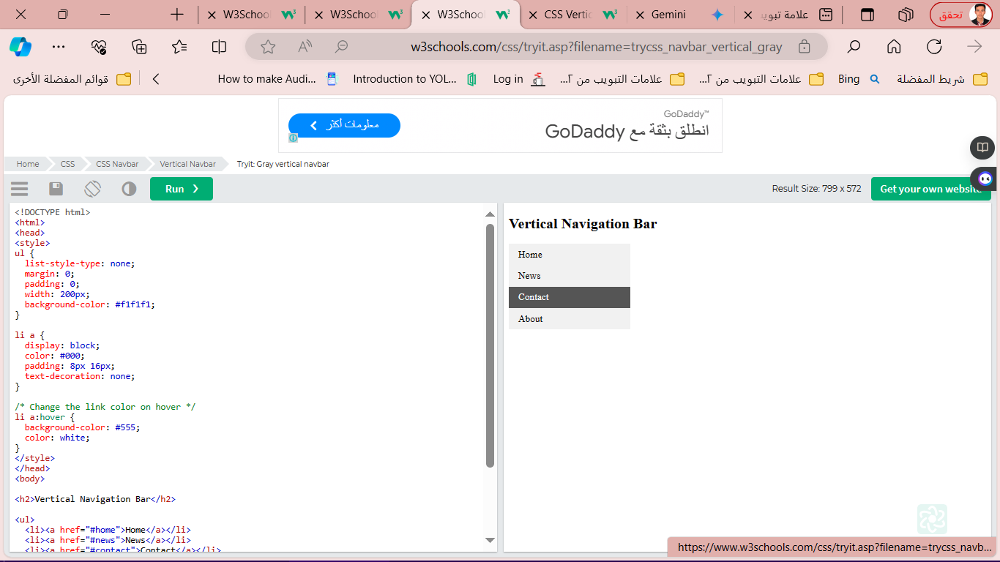 W3School
W3School
W3School
CSS Vertic
Gemini
علامة تبويب
تحقق
w3schools.com/css/tryit.asp?filename=trycss_navbar_vertical_gray
قوائم المفضلة الأخرى
How to make Audi...
Introduction to YOL...
Log in
علامات التبويب من ٢...
علامات التبويب من ٢...
Bing
شريط المفضلة
GoDaddy™
انطلق بثقة مع GoDaddy
معلومات أكثر
Home
CSS
CSS Navbar
Vertical Navbar
Tryit: Gray vertical navbar
Run ❯
Result Size: 799 x 572
Get your own website
<!DOCTYPE html>
<html>
<head>
<style>
ul {
  list-style-type: none;
  margin: 0;
  padding: 0;
  width: 200px;
  background-color: #f1f1f1;
}
li a {
  display: block;
  color: #000;
  padding: 8px 16px;
  text-decoration: none;
}
/* Change the link color on hover */
li a:hover {
  background-color: #555;
  color: white;
}
</style>
</head>
<body>
<h2>Vertical Navigation Bar</h2>
<ul>
  <li><a href="#home">Home</a></li>
  <li><a href="#news">News</a></li>
  <li><a href="#contact">Contact</a></li>
Vertical Navigation Bar
Home
News
Contact
About
https://www.w3schools.com/css/tryit.asp?filename=trycss_navb...